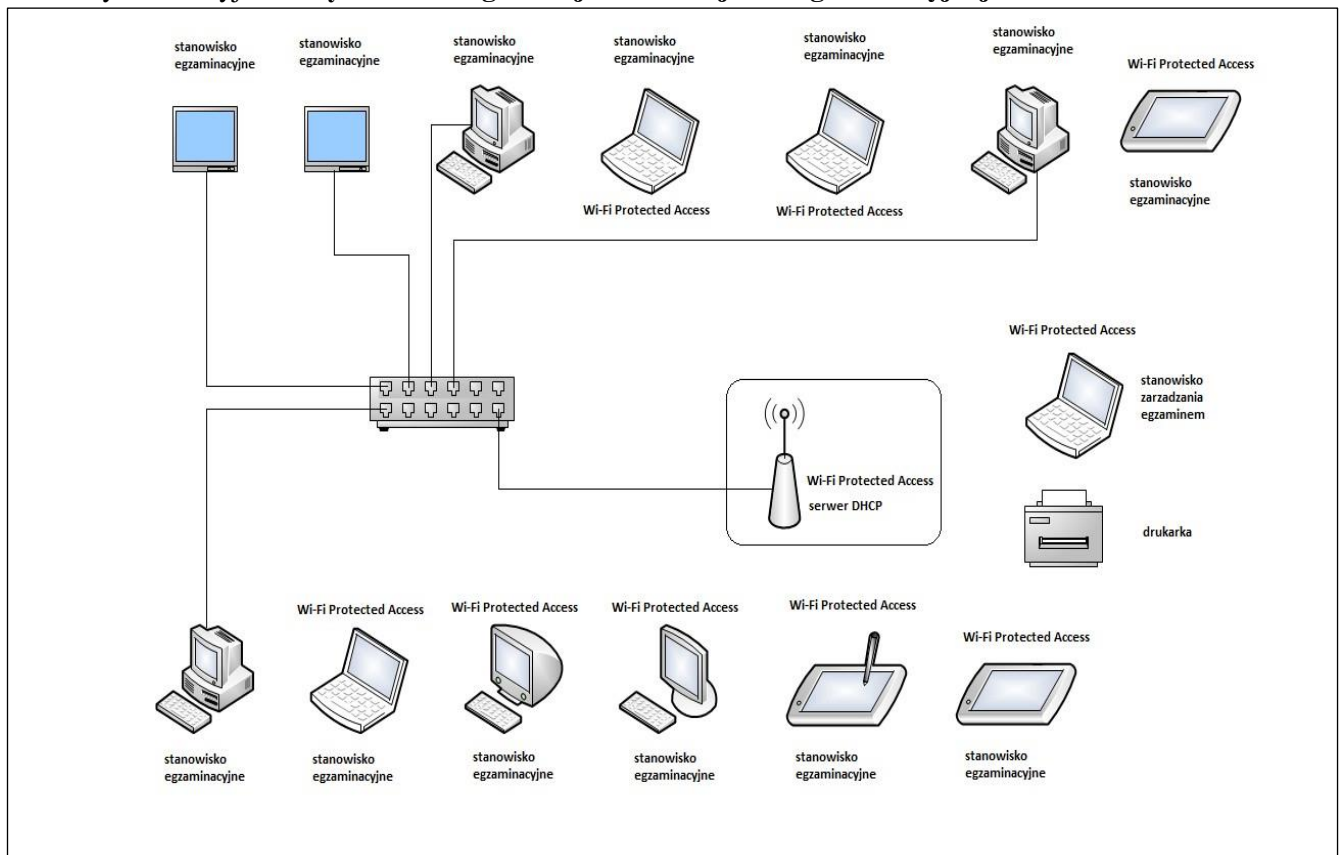 stanowisko
egzaminacyjne
stanowisko
egzaminacyjne
stanowisko
egzaminacyjne
stanowisko
egzaminacyjne
stanowisko
egzaminacyjne
stanowisko
egzaminacyjne
Wi-Fi Protected Access
stanowisko
egzaminacyjne
Wi-Fi Protected Access
Wi-Fi Protected Access
Wi-Fi Protected Access
stanowisko
zarzadzania
egzaminem
Wi-Fi Protected Access
serwer DHCP
drukarka
Wi-Fi Protected Access
Wi-Fi Protected Access
Wi-Fi Protected Access
Wi-Fi Protected Access
Wi-Fi Protected Access
stanowisko
egzaminacyjne
stanowisko
egzaminacyjne
stanowisko
egzaminacyjne
stanowisko
egzaminacyjne
stanowisko
egzaminacyjne
stanowisko
egzaminacyjne